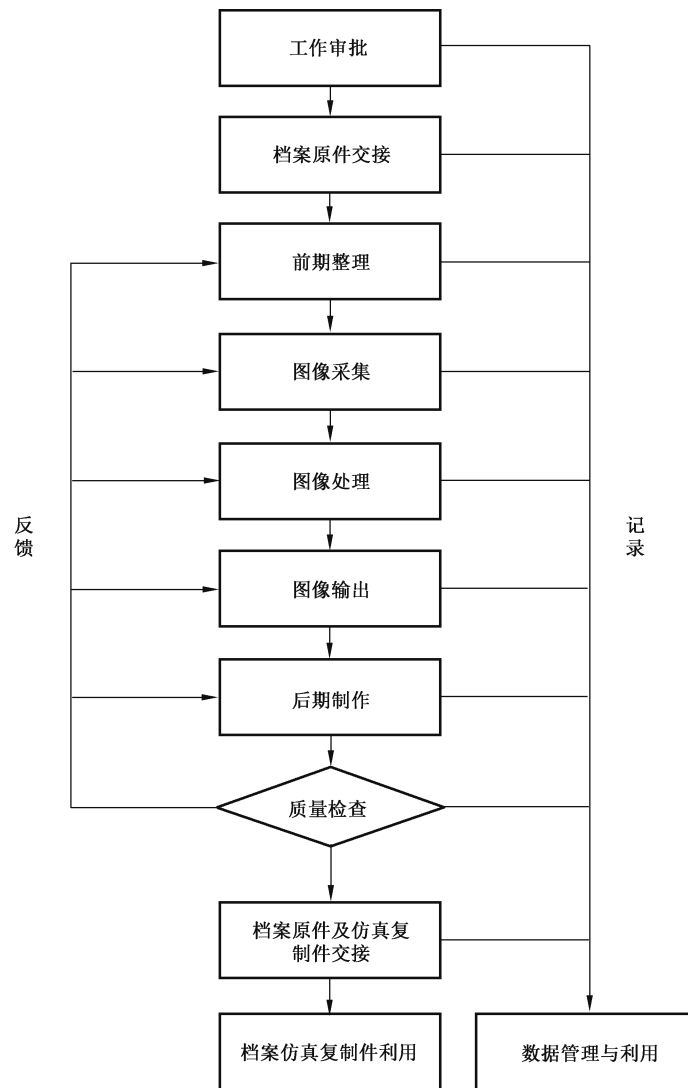 工作审批
档案原件交接
前期整理
图像采集
图像处理
反馈
记录
图像输出
后期制作
质量检查
档案原件及仿真复
制件交接
档案仿真复制件利用
数据管理与利用